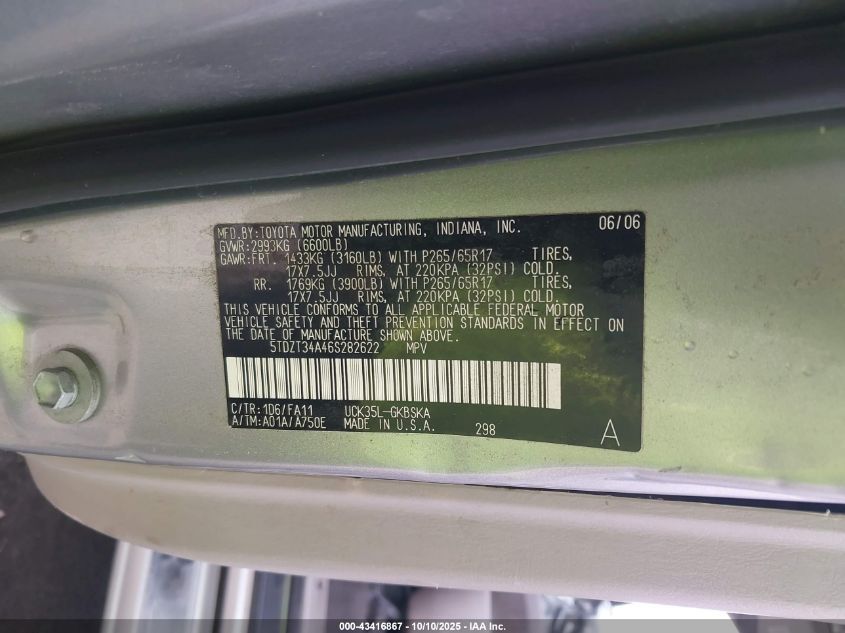 MFD.BY:TOYOTA MOTOR MANUFACTURING, INDIANA, INC. 06/06
GVWR:2993KG (6600LB)
GAWR:FRT. 1433KG (3160LB) WITH P265/65R17 TIRES,
17X7.5JJ RIMS, AT 220KPA (32PSI) COLD.
RR. 1769KG (3900LB) WITH P265/65R17 TIRES,
17X7.5JJ RIMS, AT 220KPA (32PSI) COLD.
THIS VEHICLE CONFORMS TO ALL APPLICABLE FEDERAL MOTOR
VEHICLE SAFETY AND THEFT PREVENTION STANDARDS IN EFFECT ON
THE DATE OF MANUFACTURE SHOWN ABOVE.
5TDZT34A46S282622 MPV
C/TR:1D6/FA11 UCK35L-GKBSKA
A/TM:A01A/A750E MADE IN U.S.A. 298 A
000-43416867 - 10/10/2025 - IAA Inc.